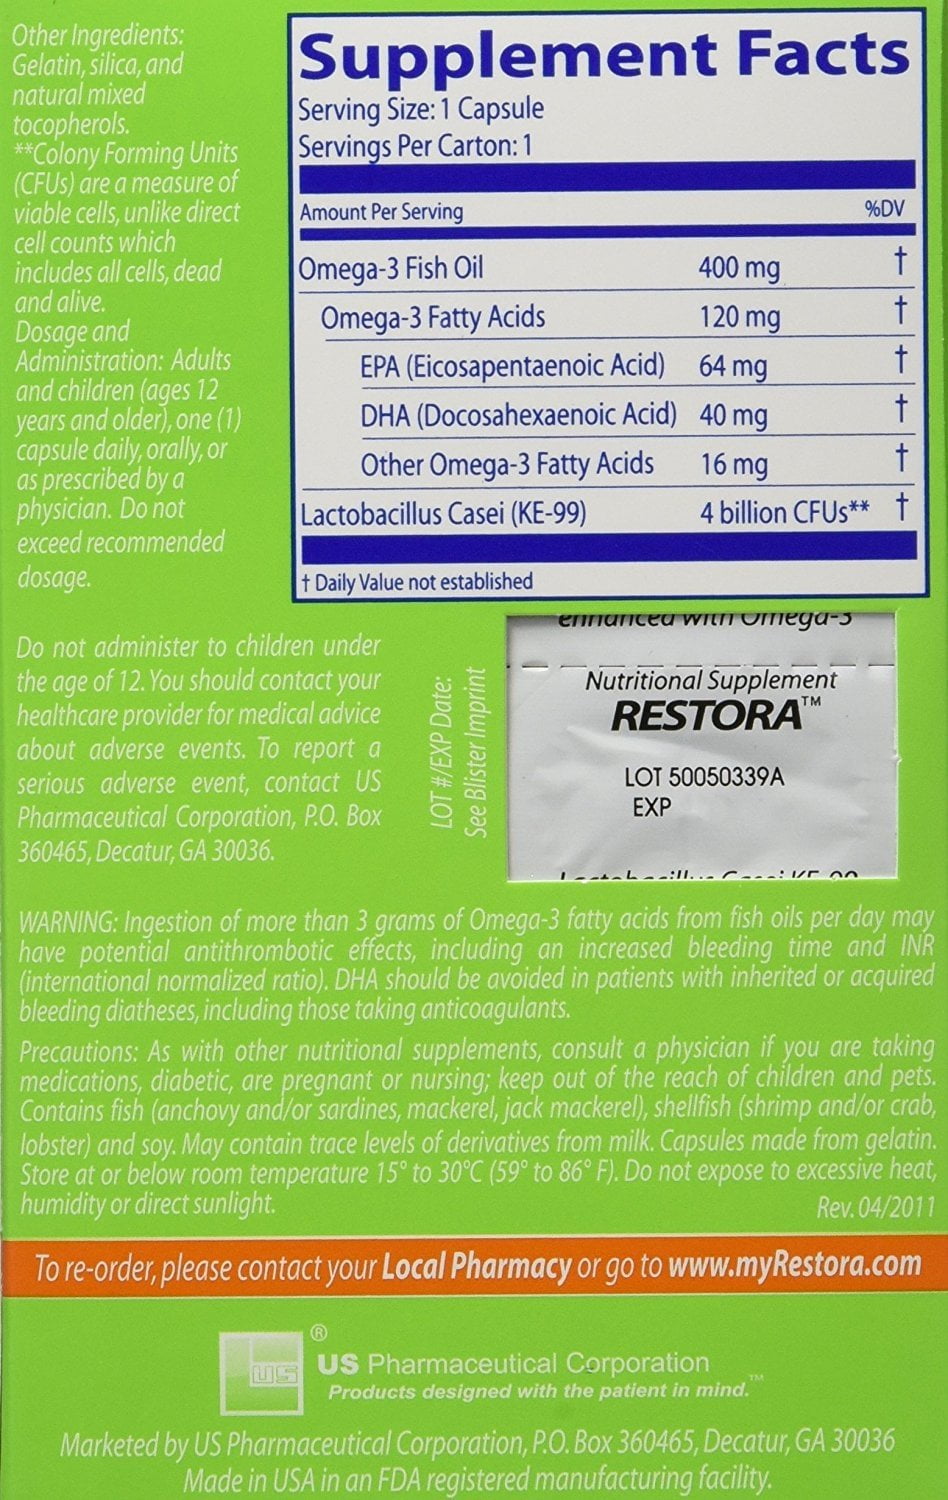 Other Ingredients:
Gelatin, silica, and
natural mixed
tocopherols.
**Colony Forming Units
(CFUs) are a measure of
viable cells, unlike direct
cell counts which
includes all cells, dead
and alive.
Dosage and
Administration: Adults
and children (ages 12
years and older), one (1)
capsule daily, orally, or
as prescribed by a
physician. Do not
exceed recommended
dosage.
Supplement Facts
Serving Size: 1 Capsule
Servings Per Carton: 1
Amount Per Serving %DV
Omega-3 Fish Oil 400 mg †
Omega-3 Fatty Acids 120 mg †
EPA (Eicosapentaenoic Acid) 64 mg †
DHA (Docosahexaenoic Acid) 40 mg †
Other Omega-3 Fatty Acids 16 mg †
Lactobacillus Casei (KE-99) 4 billion CFUs** †
† Daily Value not established
Do not administer to children under
the age of 12. You should contact your
healthcare provider for medical advice
about adverse events. To report a
serious adverse event, contact US
Pharmaceutical Corporation, P.O. Box
360465, Decatur, GA 30036.
LOT #/EXP Date:
See Blister Imprint
enhanced with Omega-3
Nutritional Supplement
RESTORA™
LOT 50050339A
EXP
Lactobacillus Casei KE-99
WARNING: Ingestion of more than 3 grams of Omega-3 fatty acids from fish oils per day may
have potential antithrombotic effects, including an increased bleeding time and INR
(international normalized ratio). DHA should be avoided in patients with inherited or acquired
bleeding diatheses, including those taking anticoagulants.
Precautions: As with other nutritional supplements, consult a physician if you are taking
medications, diabetic, are pregnant or nursing; keep out of the reach of children and pets.
Contains fish (anchovy and/or sardines, mackerel, jack mackerel), shellfish (shrimp and/or crab,
lobster) and soy. May contain trace levels of derivatives from milk. Capsules made from gelatin.
Store at or below room temperature 15° to 30°C (59° to 86° F). Do not expose to excessive heat,
humidity or direct sunlight. Rev. 04/2011
To re-order, please contact your Local Pharmacy or go to www.myRestora.com
US ®
US Pharmaceutical Corporation
Products designed with the patient in mind.™
Marketed by US Pharmaceutical Corporation, P.O. Box 360465, Decatur, GA 30036
Made in USA in an FDA registered manufacturing facility.